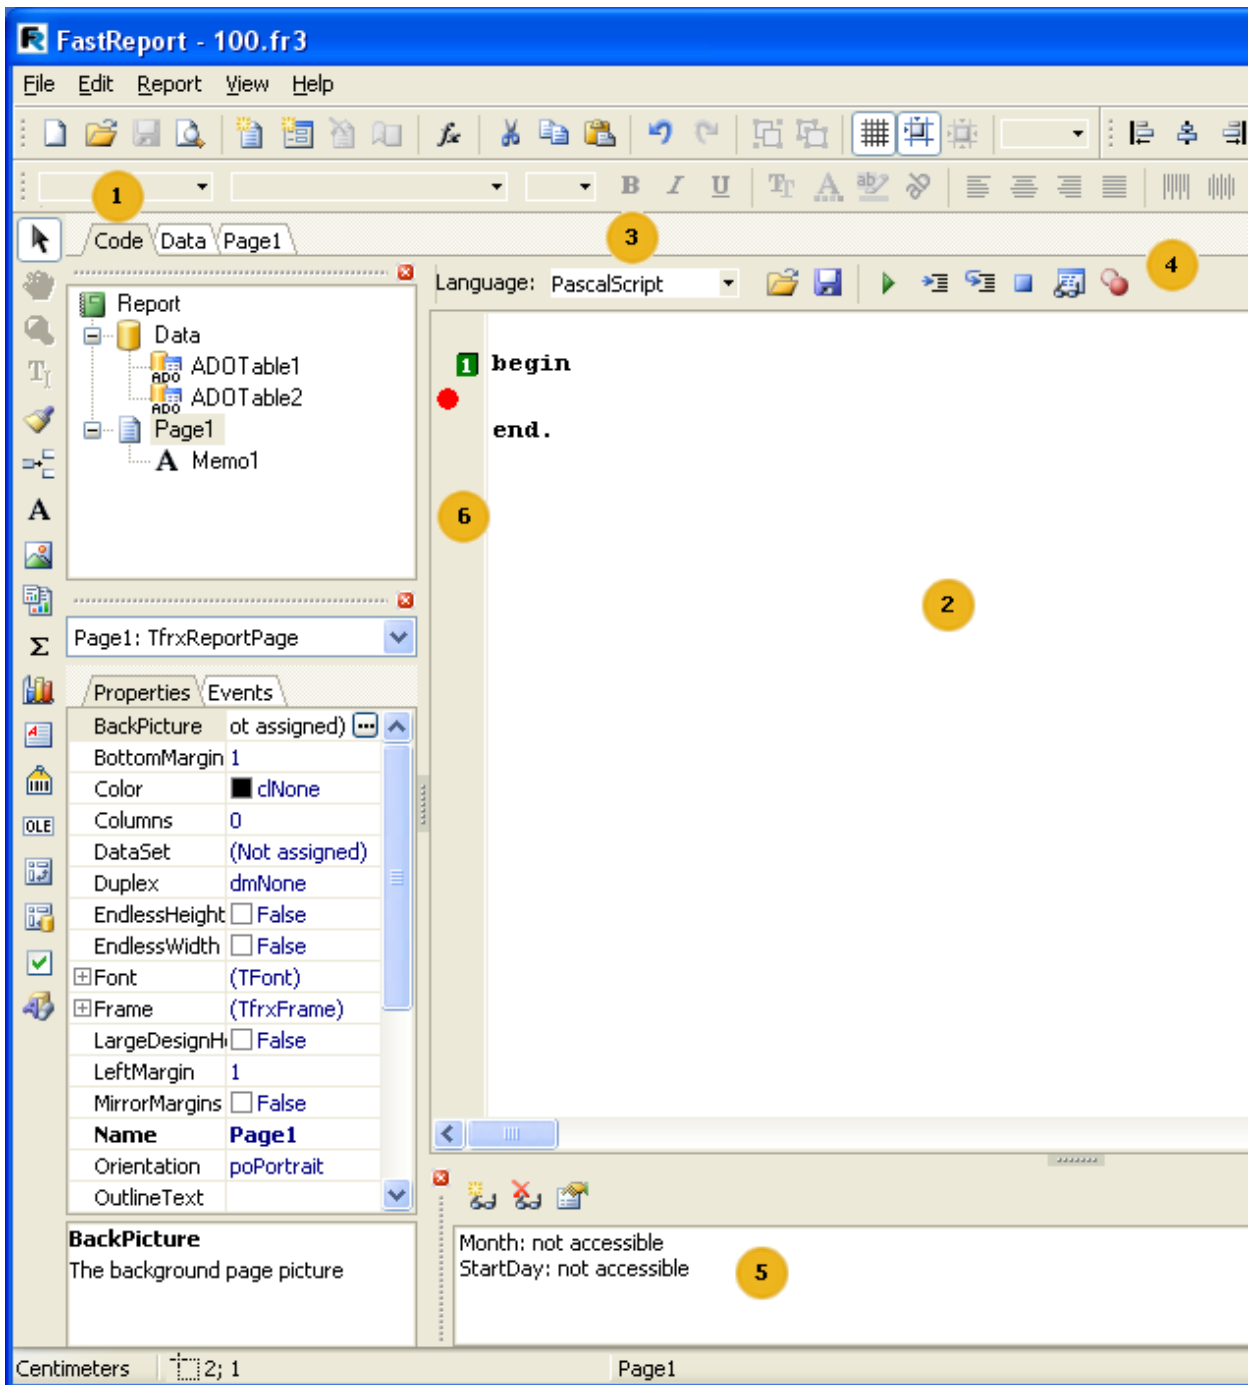 FastReport - 100.fr3
File Edit Report View Help
B I U
1
Code Data Page1
3
4
Language: PascalScript
Report
Data
ADO ADOTable1
ADO ADOTable2
Page1
A Memo1
1 begin
end.
6
2
A
Σ
OLE
Page1: TfrxReportPage
Properties Events
BackPicture ot assigned) ...
BottomMargin 1
Color clNone
Columns 0
DataSet (Not assigned)
Duplex dmNone
EndlessHeight False
EndlessWidth False
Font (TFont)
Frame (TfrxFrame)
LargeDesignH False
LeftMargin 1
MirrorMargins False
Name Page1
Orientation poPortrait
OutlineText
BackPicture
The background page picture
Month: not accessible
StartDay: not accessible
5
Centimeters 2; 1 Page1